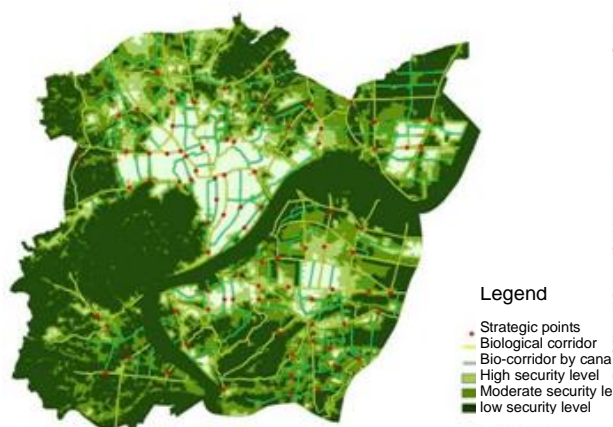 Legend
Strategic points
Biological corridor
Bio-corridor by cana
High security level
Moderate security le
low security level